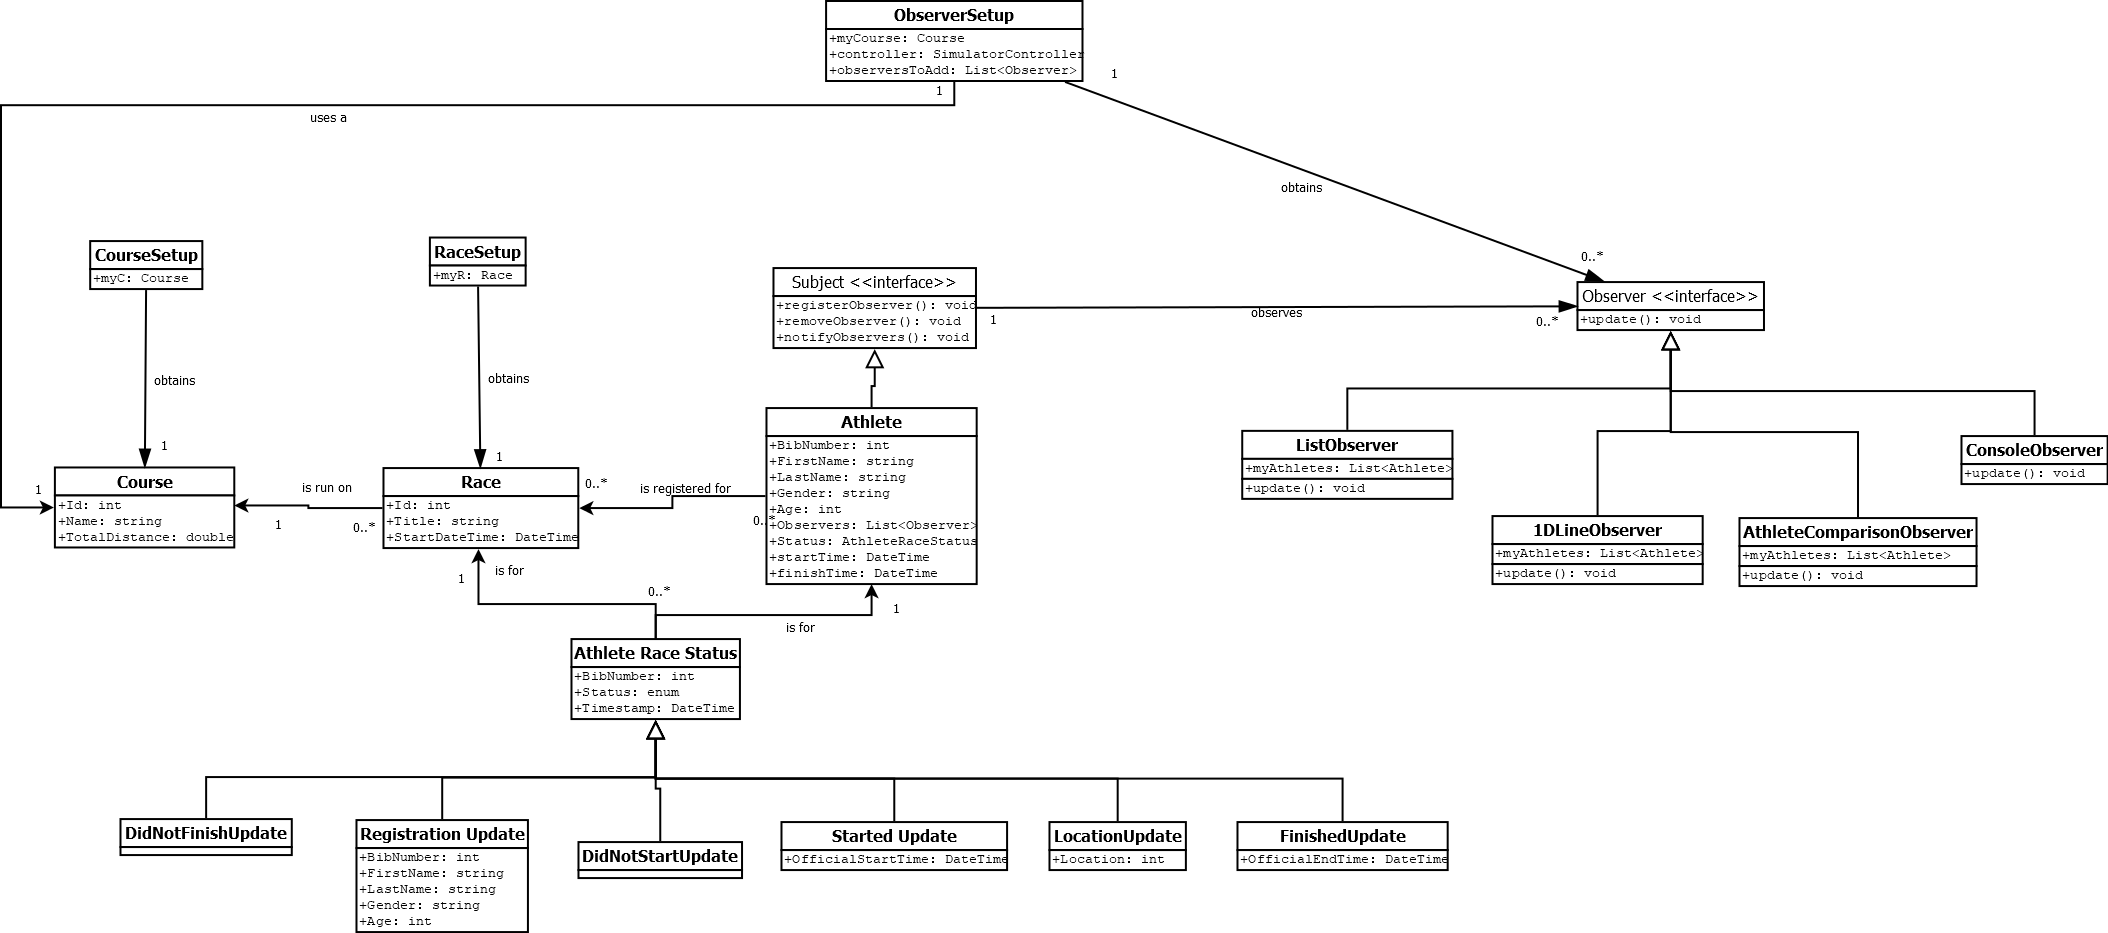 ObserverSetup
+myCourse: Course
+controller: SimulatorController
+observersToAdd: List<Observer>
1
1
uses a
obtains
0..*
CourseSetup
+myC: Course
RaceSetup
+myR: Race
Subject <<interface>>
+registerObserver(): void
+removeObserver(): void
+notifyObservers(): void
1
observes
0..*
Observer <<interface>>
+update(): void
obtains
1
obtains
1
1
Course
+Id: int
+Name: string
+TotalDistance: double
is run on
1
0..*
Race
+Id: int
+Title: string
+StartDateTime: DateTime
0..*
is registered for
0..*
Athlete
+BibNumber: int
+FirstName: string
+LastName: string
+Gender: string
+Age: int
+Observers: List<Observer>
+Status: AthleteRaceStatus
+startTime: DateTime
+finishTime: DateTime
ListObserver
+myAthletes: List<Athlete>
+update(): void
1DLineObserver
+myAthletes: List<Athlete>
+update(): void
AthleteComparisonObserver
+myAthletes: List<Athlete>
+update(): void
ConsoleObserver
+update(): void
is for
1
0..*
1
is for
Athlete Race Status
+BibNumber: int
+Status: enum
+Timestamp: DateTime
DidNotFinishUpdate
Registration Update
+BibNumber: int
+FirstName: string
+LastName: string
+Gender: string
+Age: int
DidNotStartUpdate
Started Update
+OfficialStartTime: DateTime
LocationUpdate
+Location: int
FinishedUpdate
+OfficialEndTime: DateTime